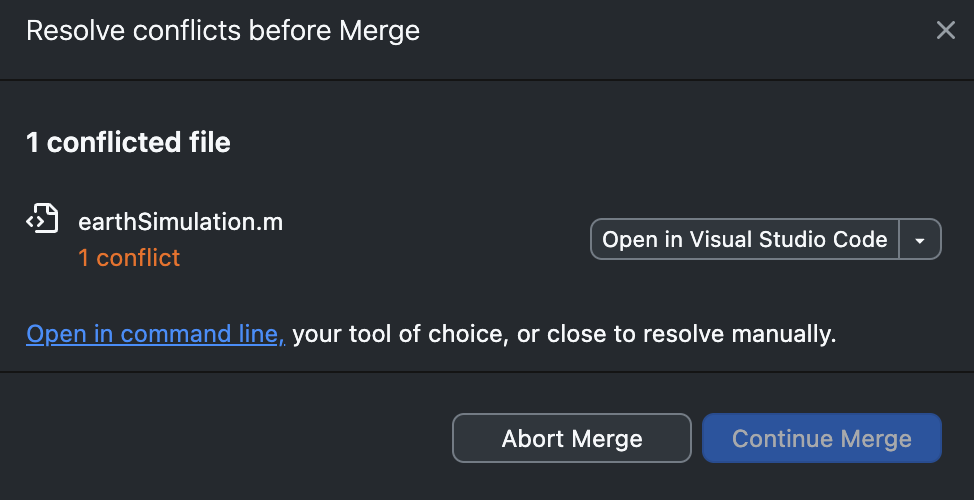 Resolve conflicts before Merge
1 conflicted file
earthSimulation.m
1 conflict
Open in Visual Studio Code
Open in command line, your tool of choice, or close to resolve manually.
Abort Merge
Continue Merge